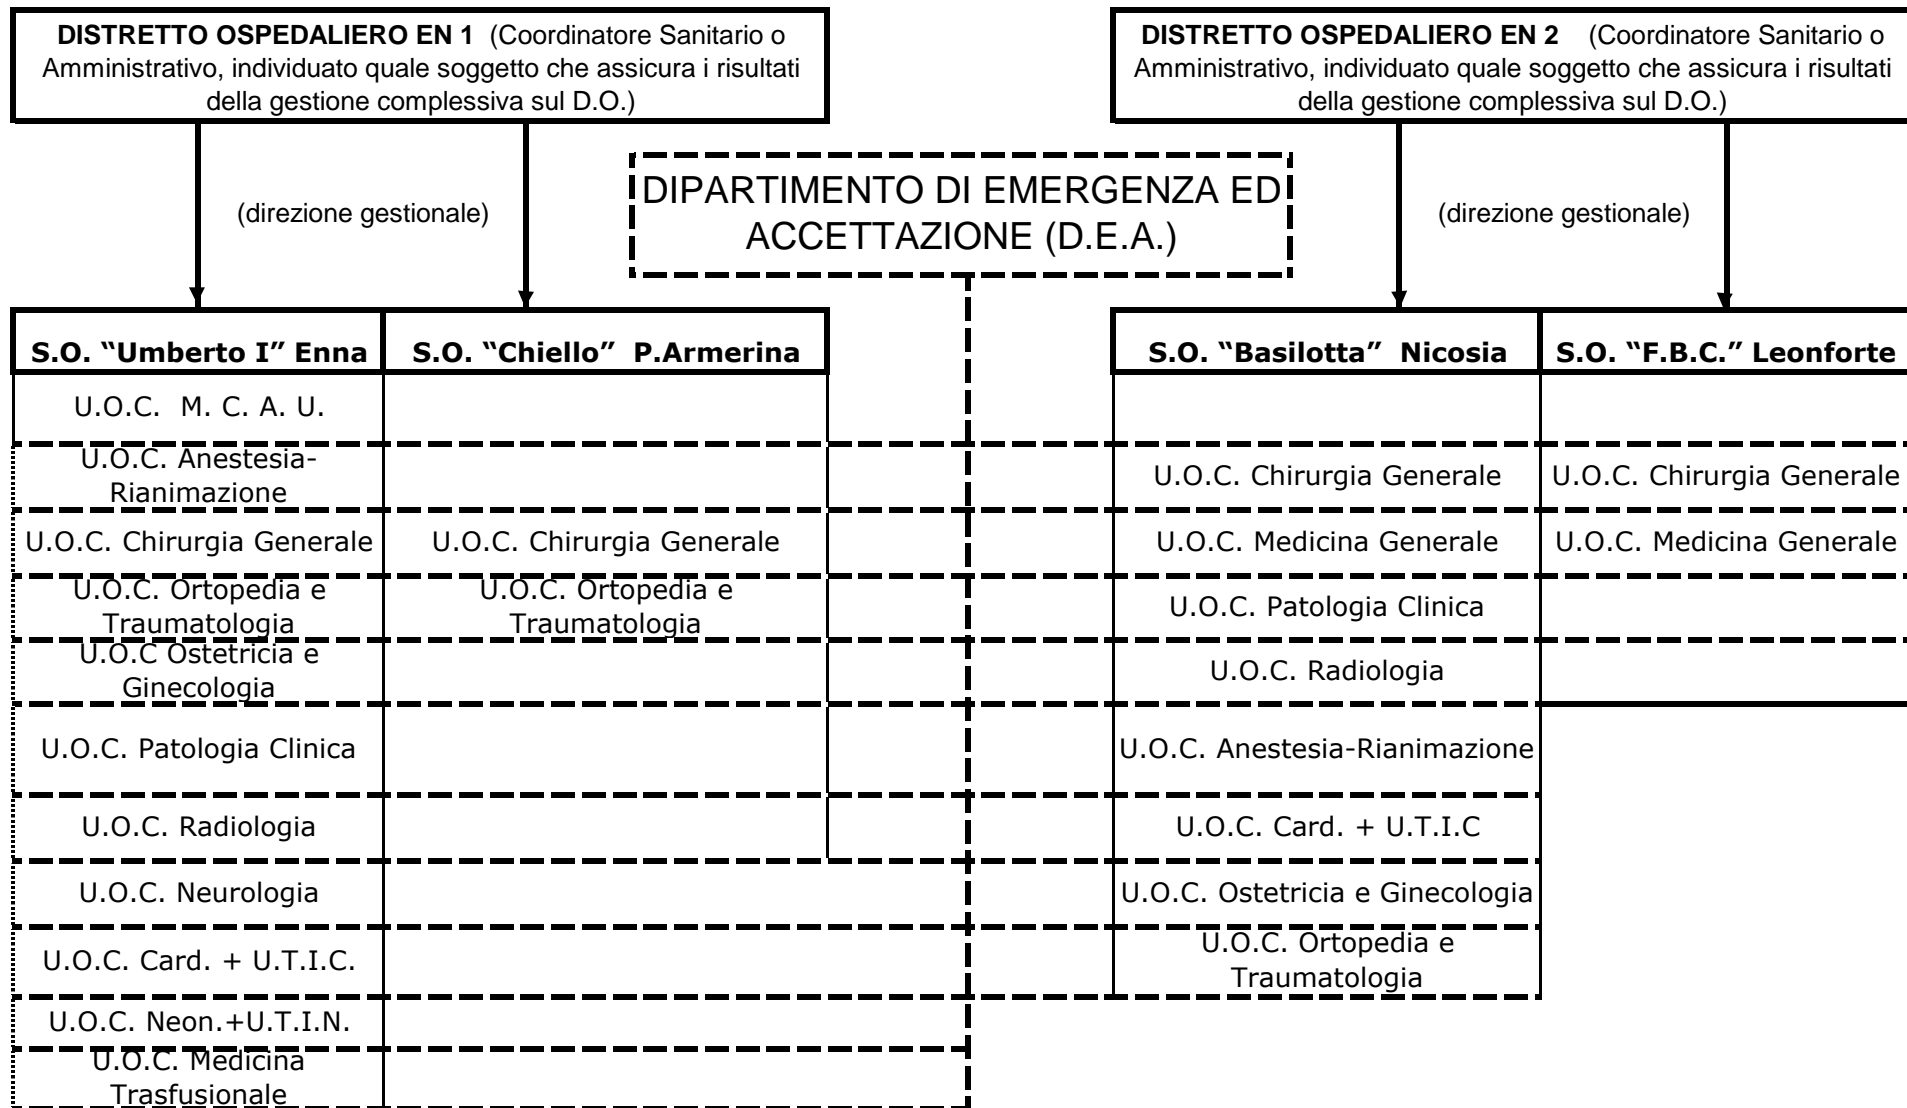 DISTRETTO OSPEDALIERO EN 1 (Coordinatore Sanitario o
Amministrativo, individuato quale soggetto che assicura i risultati
della gestione complessiva sul D.O.)
DISTRETTO OSPEDALIERO EN 2 (Coordinatore Sanitario o
Amministrativo, individuato quale soggetto che assicura i risultati
della gestione complessiva sul D.O.)
(direzione gestionale)
DIPARTIMENTO DI EMERGENZA ED
ACCETTAZIONE (D.E.A.)
(direzione gestionale)
S.O. “Umberto I” Enna
S.O. “Chiello” P.Armerina
S.O. “Basilotta” Nicosia
S.O. “F.B.C.” Leonforte
U.O.C. M. C. A. U.
U.O.C. Anestesia-
Rianimazione
U.O.C. Chirurgia Generale
U.O.C. Chirurgia Generale
U.O.C. Chirurgia Generale
U.O.C. Chirurgia Generale
U.O.C. Medicina Generale
U.O.C. Medicina Generale
U.O.C. Ortopedia e
Traumatologia
U.O.C. Ortopedia e
Traumatologia
U.O.C. Patologia Clinica
U.O.C Ostetricia e
Ginecologia
U.O.C. Radiologia
U.O.C. Patologia Clinica
U.O.C. Anestesia-Rianimazione
U.O.C. Radiologia
U.O.C. Card. + U.T.I.C
U.O.C. Neurologia
U.O.C. Ostetricia e Ginecologia
U.O.C. Card. + U.T.I.C.
U.O.C. Ortopedia e
Traumatologia
U.O.C. Neon.+U.T.I.N.
U.O.C. Medicina
Trasfusionale